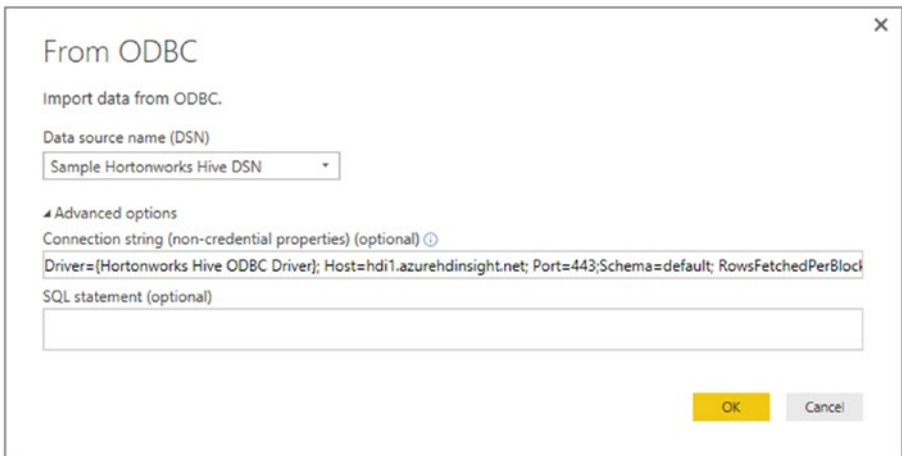 From ODBC
Import data from ODBC.
Data source name (DSN)
Sample Hortonworks Hive DSN
Advanced options
Connection string (non-credential properties) (optional)
Driver={Hortonworks Hive ODBC Driver}; Host=hdi1.azurehdinsight.net; Port=443;Schema=default; RowsFetchedPerBlock
SQL statement (optional)
OK Cancel